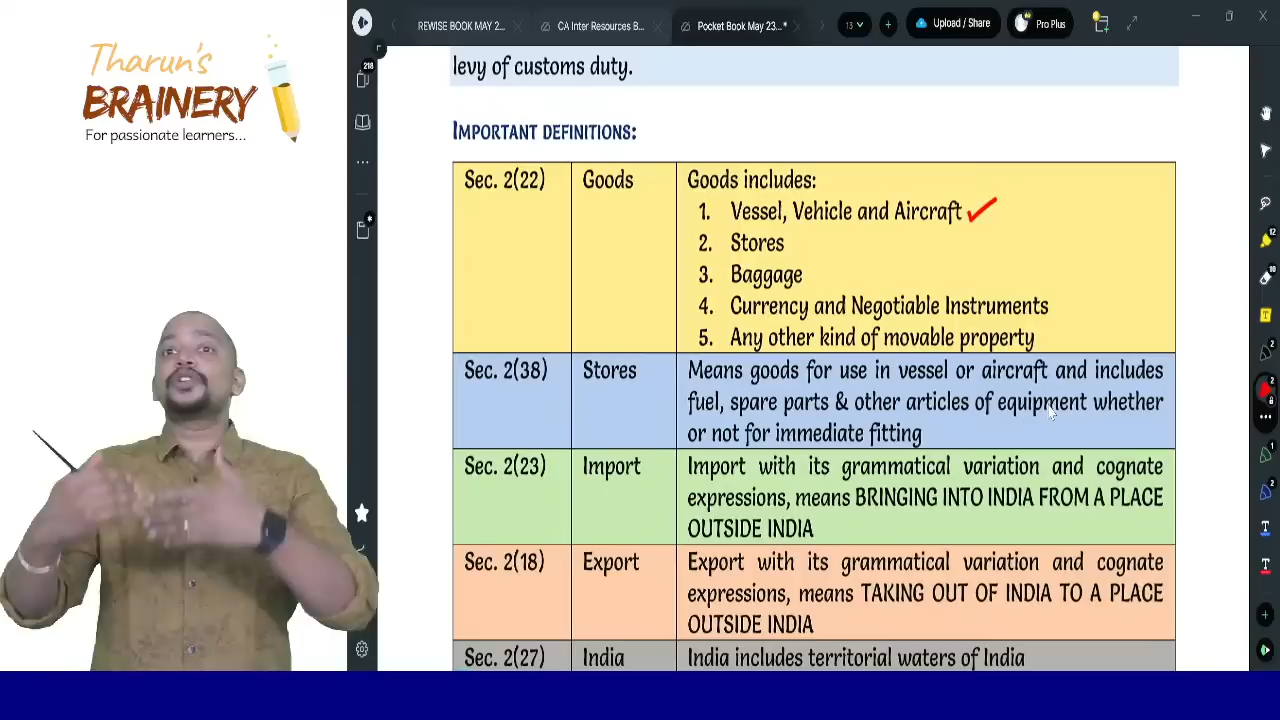 Tharun's
BRAINERY
For passionate learners...
REWISE BOOK MAY 2...
CA Inter Resources B...
Pocket Book May 23...*
13
Upload / Share
Pro Plus
218
levy of customs duty.
IMPORTANT DEFINITIONS:
Sec. 2(22) Goods Goods includes:
1. Vessel, Vehicle and Aircraft
2. Stores
3. Baggage
4. Currency and Negotiable Instruments
5. Any other kind of movable property
Sec. 2(38) Stores Means goods for use in vessel or aircraft and includes
fuel, spare parts & other articles of equipment whether
or not for immediate fitting
Sec. 2(23) Import Import with its grammatical variation and cognate
expressions, means BRINGING INTO INDIA FROM A PLACE
OUTSIDE INDIA
Sec. 2(18) Export Export with its grammatical variation and cognate
expressions, means TAKING OUT OF INDIA TO A PLACE
OUTSIDE INDIA
Sec. 2(27) India India includes territorial waters of India